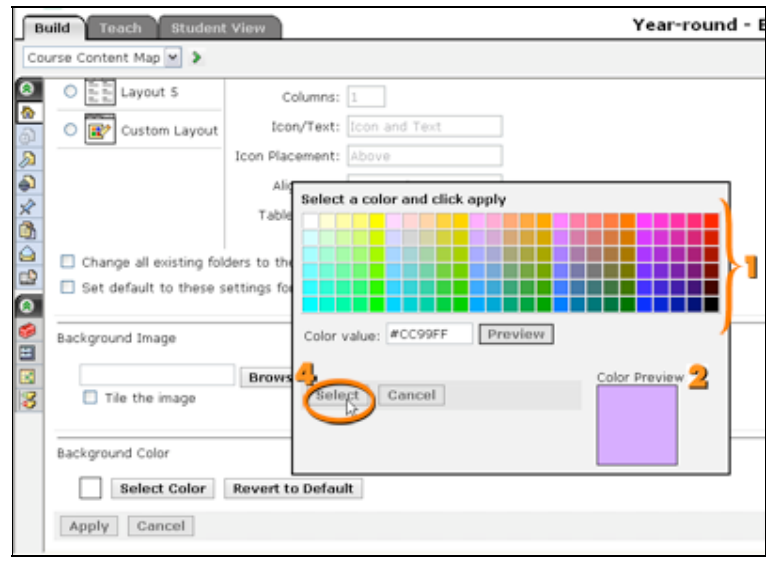 Build Teach Student View Year-round - E
Course Content Map
Layout 5
Columns: 1
Custom Layout
Icon/Text: Icon and Text
Icon Placement: Above
Alig
Select a color and click apply
Table
1
Change all existing folders to the
Set default to these settings fo
Color value: #CC99FF Preview
Background Image
Brows
4
Color Preview 2
Select Cancel
Tile the image
Background Color
Select Color Revert to Default
Apply Cancel